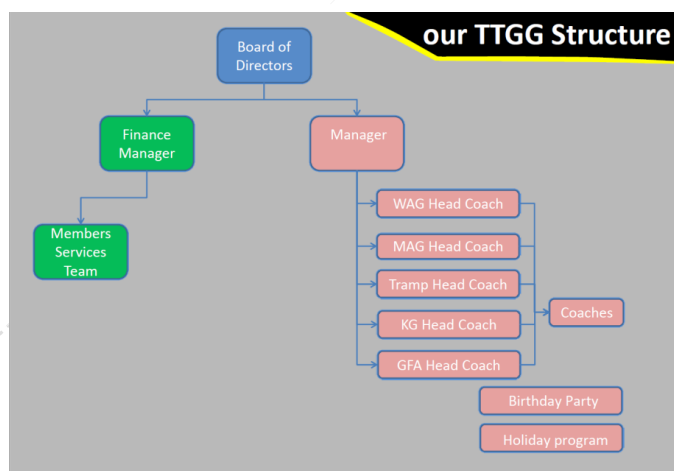 our TTGG Structure
Board of
Directors
Finance
Manager
Manager
Members
Services
Team
WAG Head Coach
MAG Head Coach
Tramp Head Coach
KG Head Coach
GFA Head Coach
Coaches
Birthday Party
Holiday program